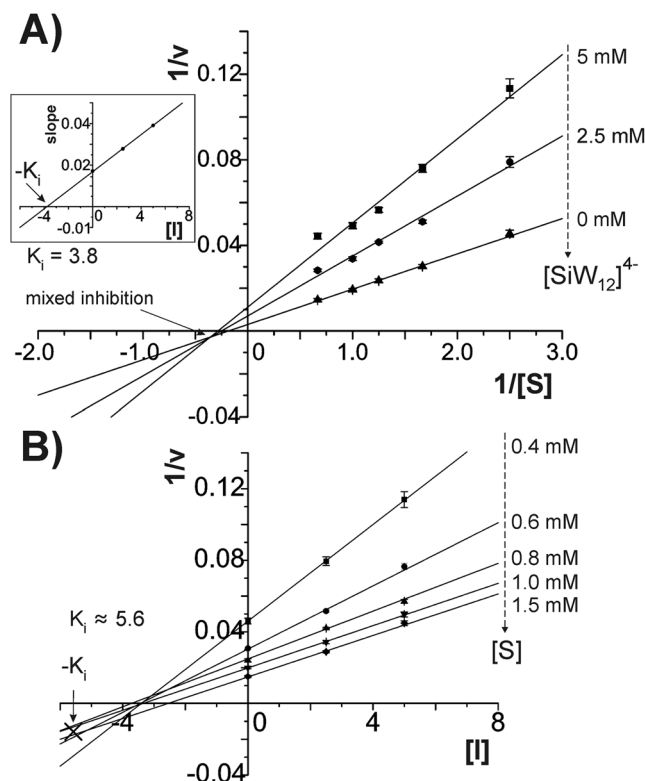 A)
1/v
0.12
0.08
0.04
-0.04
5 mM
2.5 mM
0 mM
[SiW12]4-
slope
0.04
0.02
-0.01
-4
0
4
8
[I]
-Ki
Ki = 3.8
mixed inhibition
-2.0
-1.0
0
1.0
2.0
3.0
1/[S]
B)
1/v
0.12
0.08
0.04
-0.04
0.4 mM
0.6 mM
0.8 mM
1.0 mM
1.5 mM
[S]
Ki ≈ 5.6
-Ki
-4
0
4
8
[I]